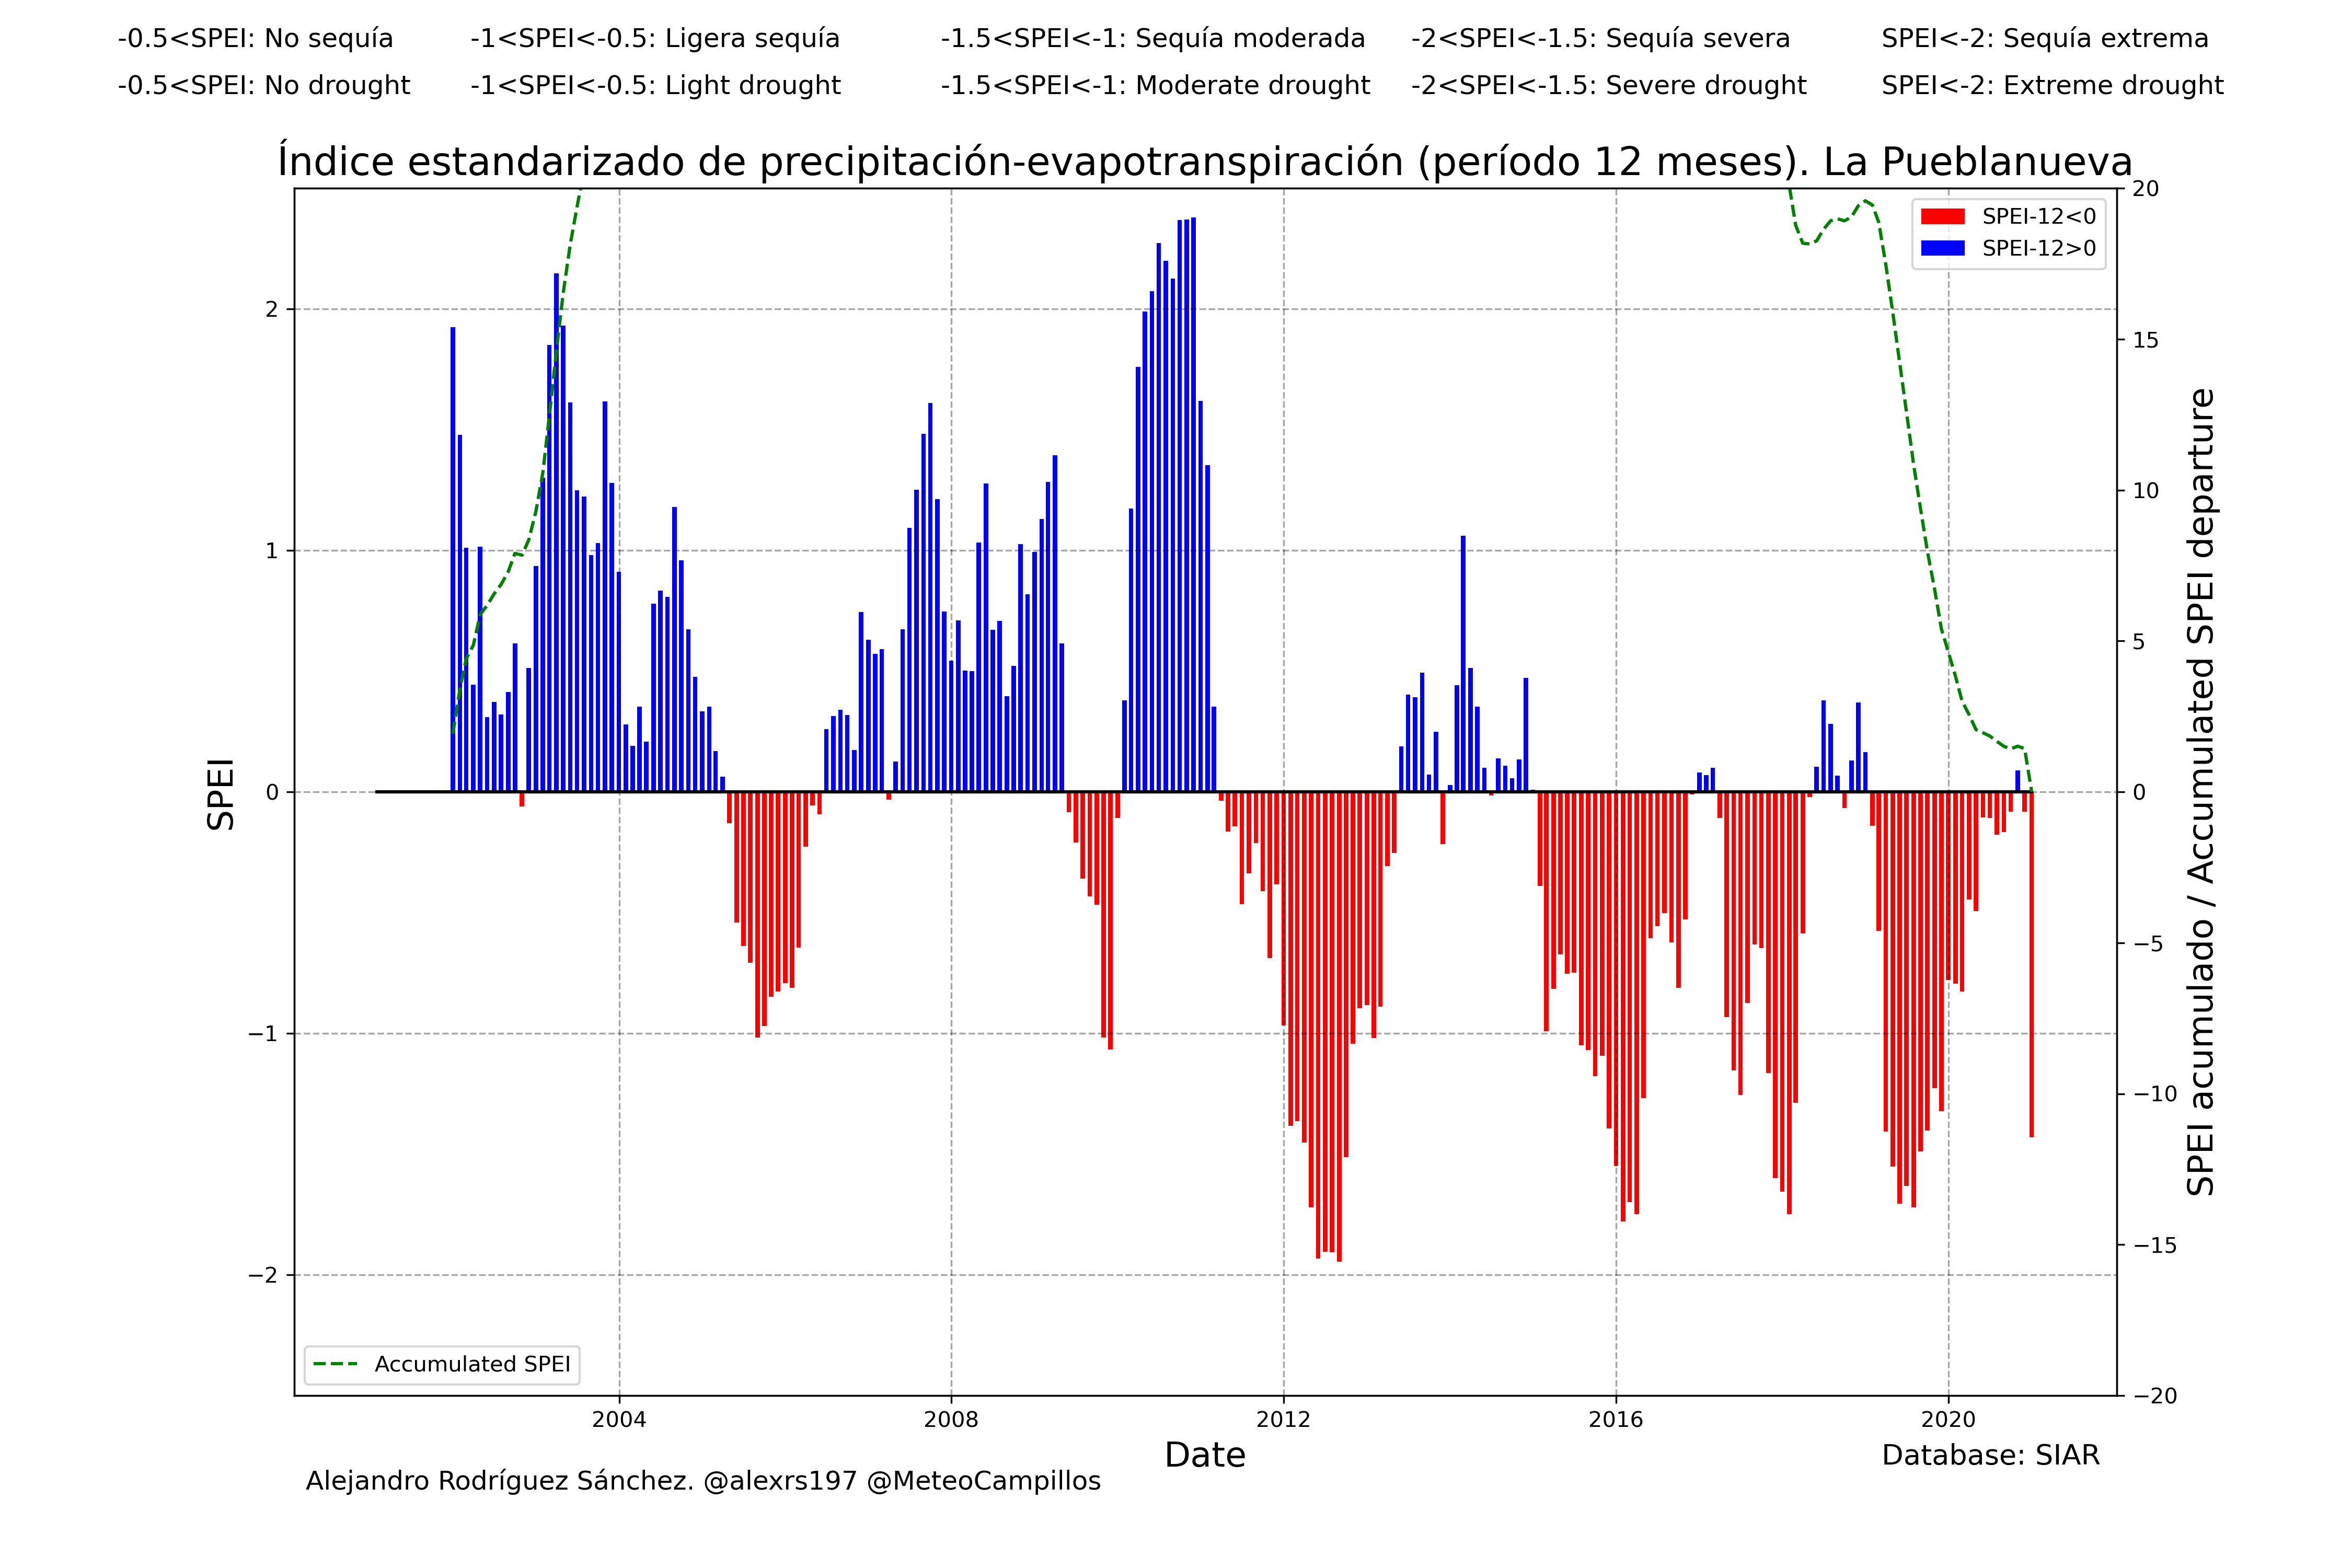 -0.5<SPEI: No sequía -1<SPEI<-0.5: Ligera sequía -1.5<SPEI<-1: Sequía moderada -2<SPEI<-1.5: Sequía severa SPEI<-2: Sequía extrema
-0.5<SPEI: No drought -1<SPEI<-0.5: Light drought -1.5<SPEI<-1: Moderate drought -2<SPEI<-1.5: Severe drought SPEI<-2: Extreme drought
Índice estandarizado de precipitación-evapotranspiración (período 12 meses). La Pueblanueva
SPEI-12<0
SPEI-12>0
2
1
0
−1
−2
SPEI
20
15
10
5
0
−5
−10
−15
−20
SPEI acumulado / Accumulated SPEI departure
Accumulated SPEI
2004 2008 2012 2016 2020
Date
Database: SIAR
Alejandro Rodríguez Sánchez. @alexrs197 @MeteoCampillos